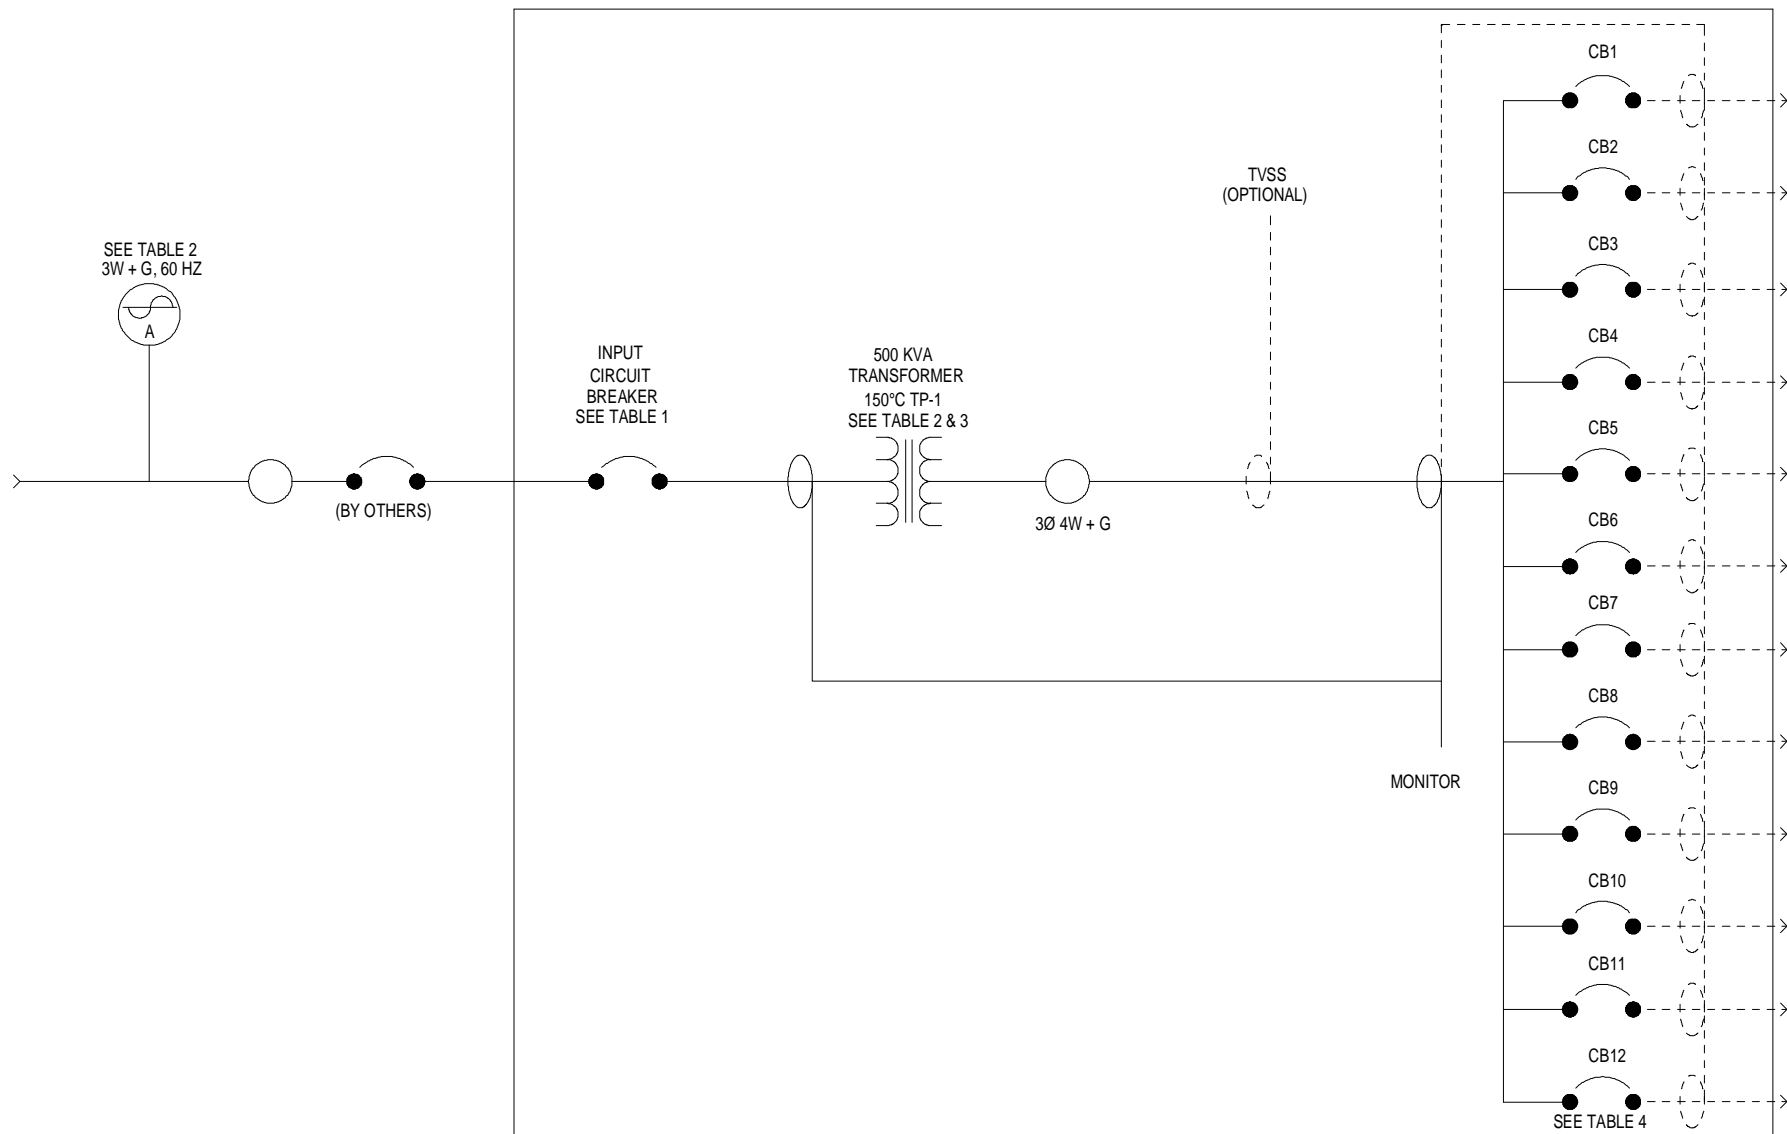 SEE TABLE 2
3W + G, 60 HZ
A
(BY OTHERS)
INPUT
CIRCUIT
BREAKER
SEE TABLE 1
500 KVA
TRANSFORMER
150°C TP-1
SEE TABLE 2 & 3
3Ø 4W + G
TVSS
(OPTIONAL)
MONITOR
CB1
CB2
CB3
CB4
CB5
CB6
CB7
CB8
CB9
CB10
CB11
CB12
SEE TABLE 4